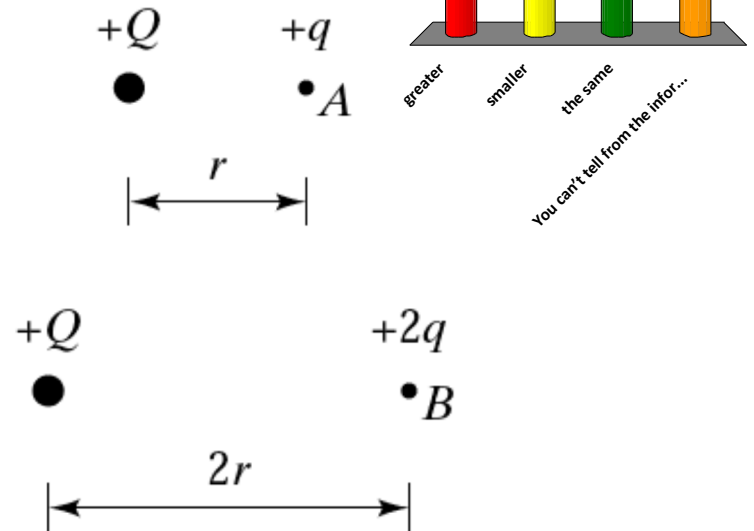 +Q +q
A
r
greater
smaller
the same
You can't tell from the infor...
+Q +2q
B
2r